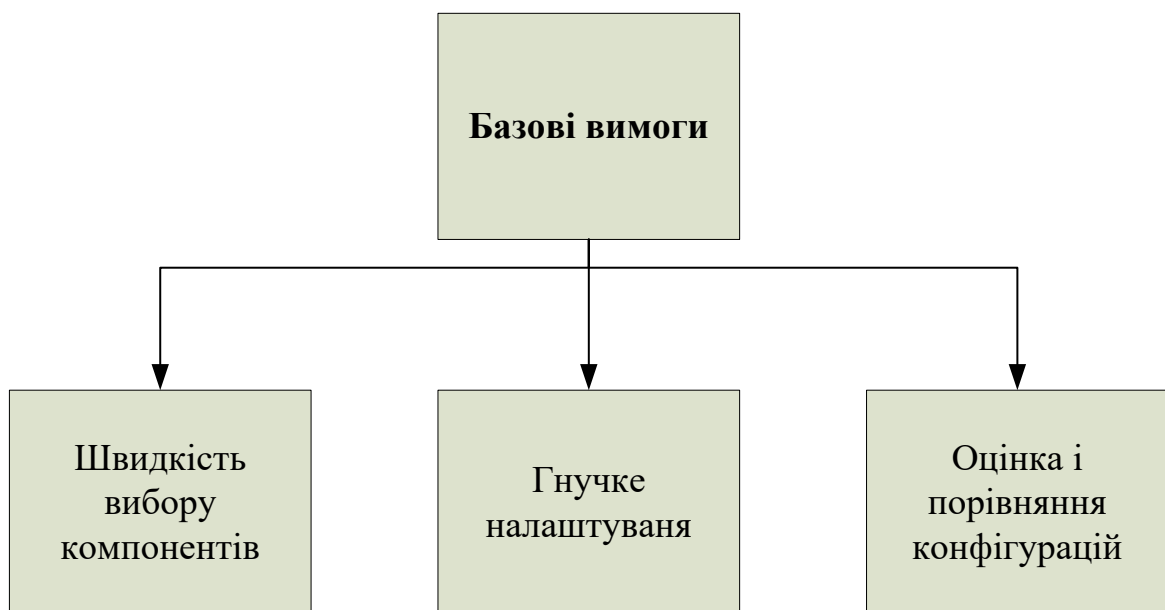 Базові вимоги
Швидкість
вибору
компонентів
Гнучке
налаштуваня
Оцінка і
порівняння
конфігурацій